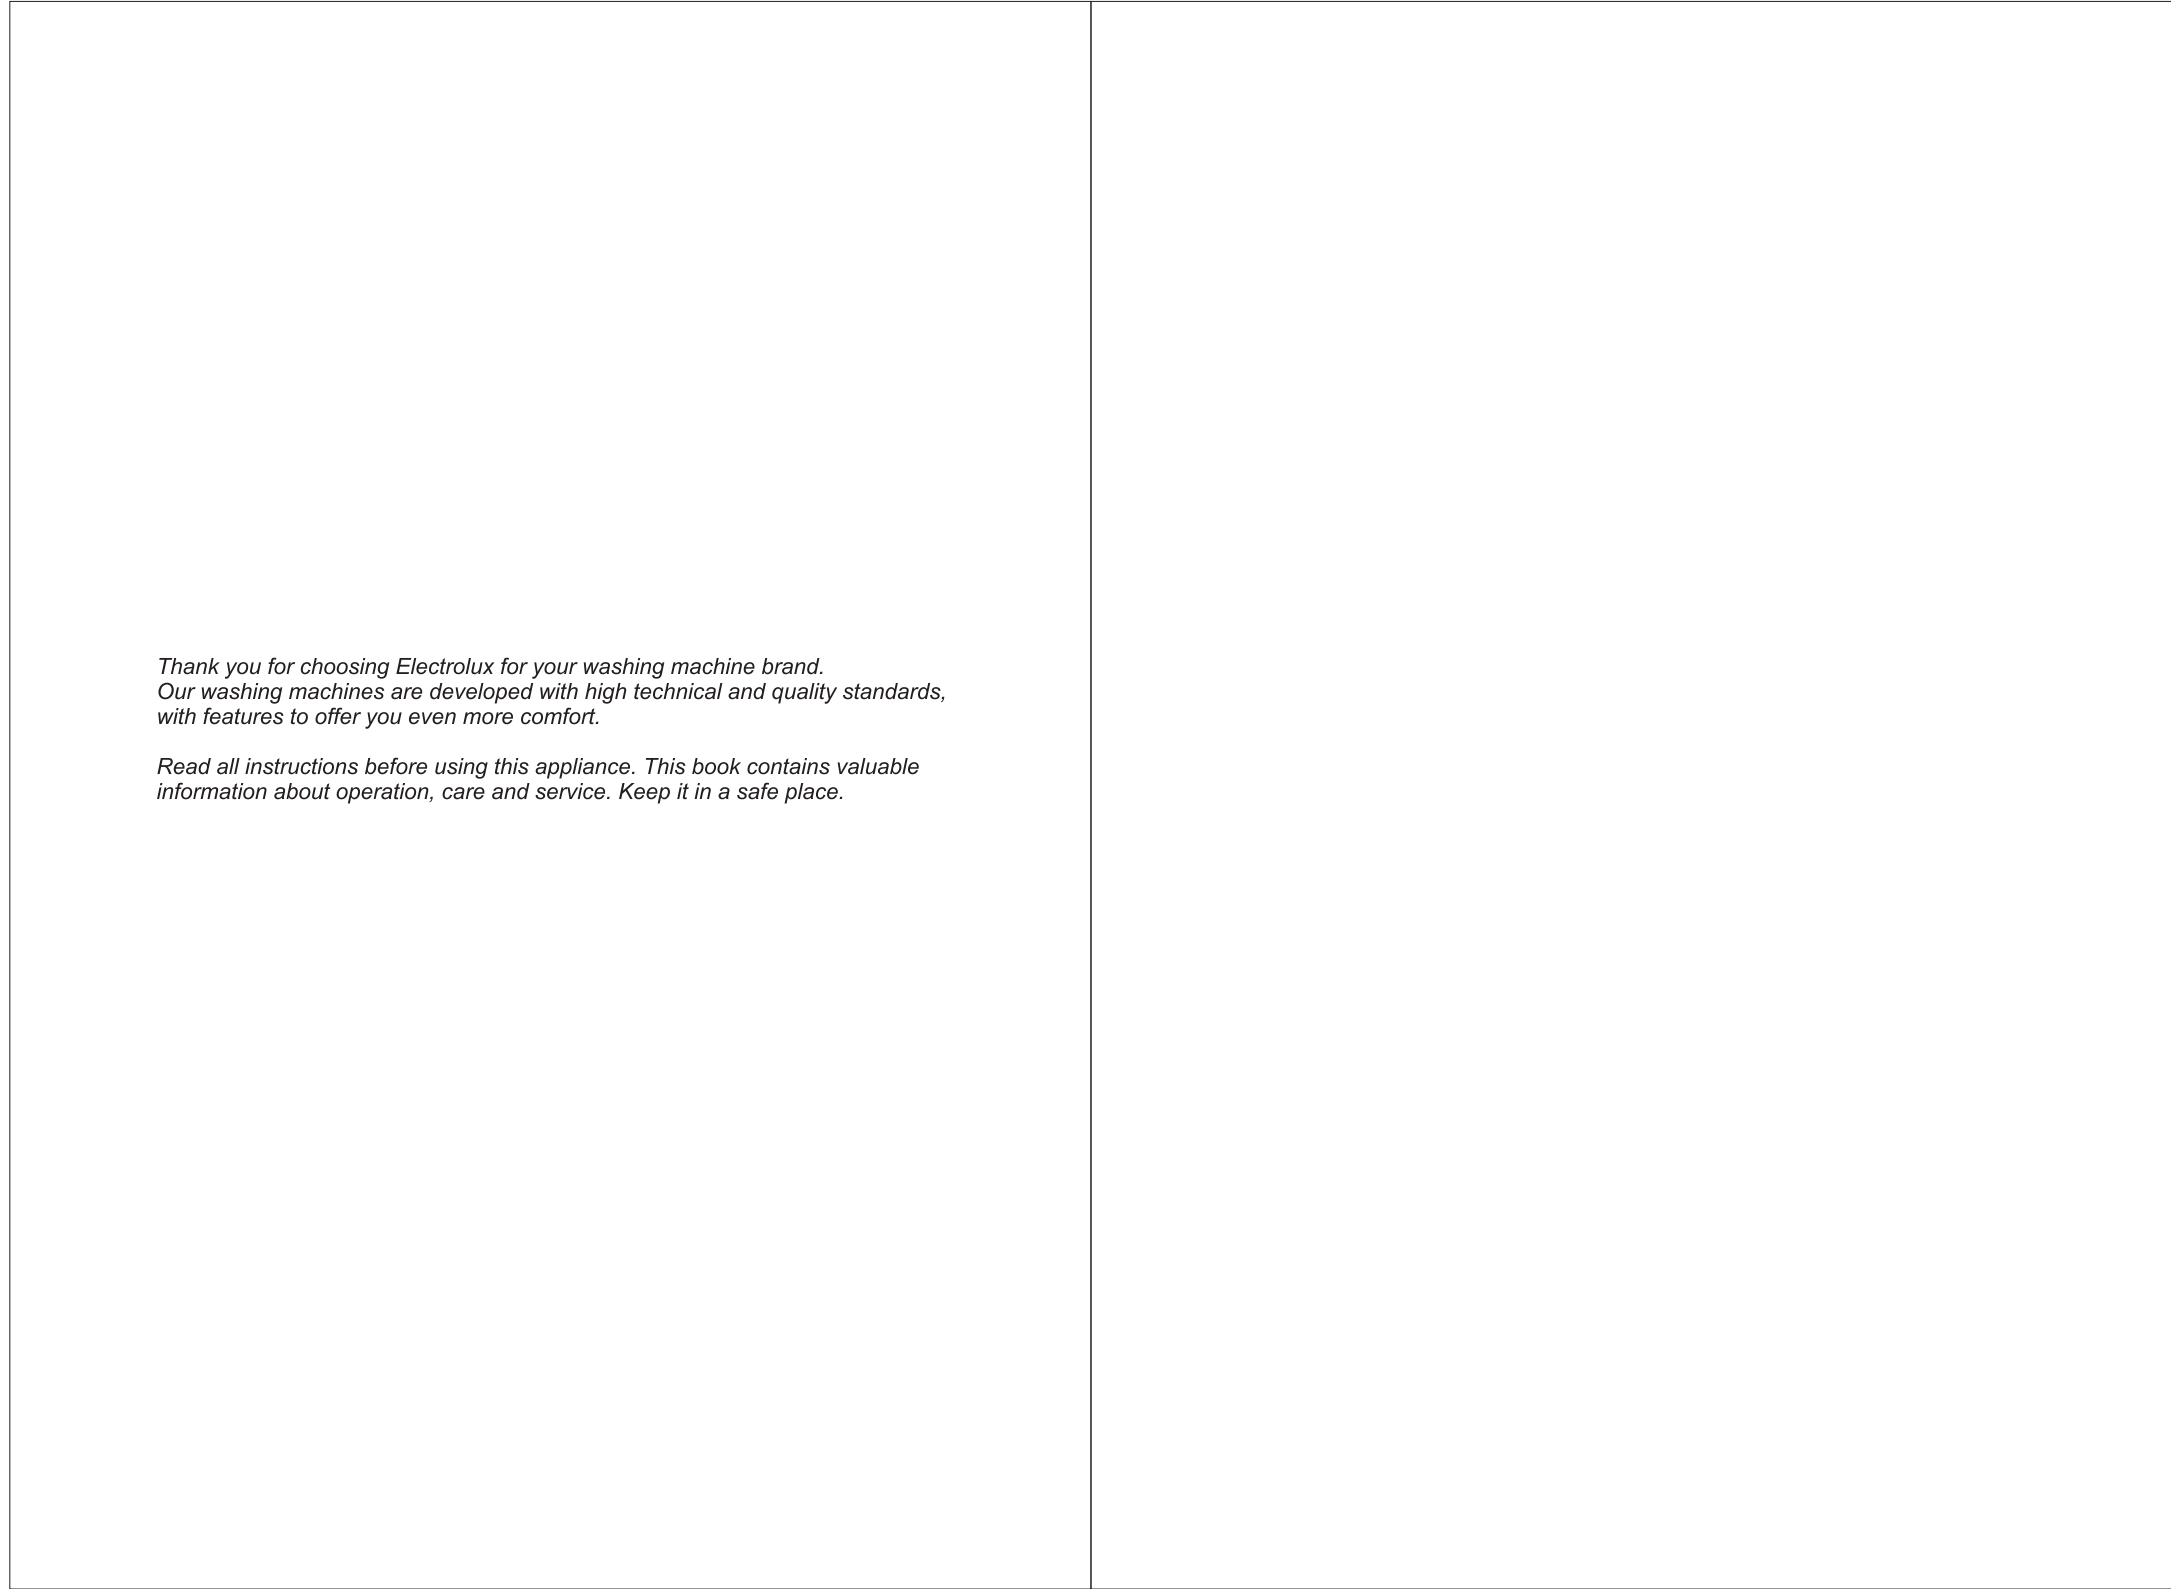 Thank you for choosing Electrolux for your washing machine brand.
Our washing machines are developed with high technical and quality standards,
with features to offer you even more comfort.
Read all instructions before using this appliance. This book contains valuable
information about operation, care and service. Keep it in a safe place.